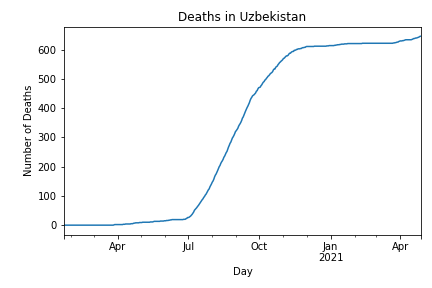 Deaths in Uzbekistan
Number of Deaths
600
500
400
300
200
100
0
Apr
Jul
Oct
Jan
2021
Apr
Day